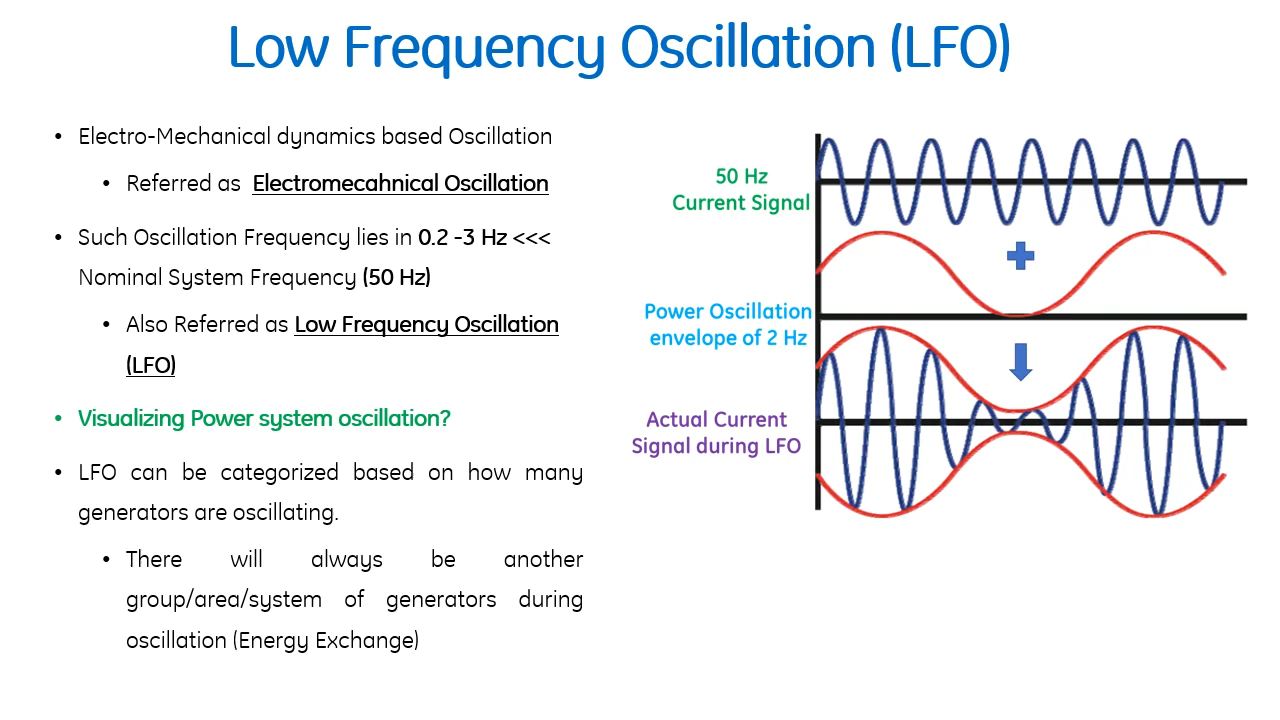 Low Frequency Oscillation (LFO)
• Electro-Mechanical dynamics based Oscillation
• Referred as Electromecahnical Oscillation
• Such Oscillation Frequency lies in 0.2 -3 Hz <<<
Nominal System Frequency (50 Hz)
• Also Referred as Low Frequency Oscillation
(LFO)
• Visualizing Power system oscillation?
• LFO can be categorized based on how many
generators are oscillating.
• There will always be another
group/area/system of generators during
oscillation (Energy Exchange)
50 Hz
Current Signal
Power Oscillation
envelope of 2 Hz
Actual Current
Signal during LFO